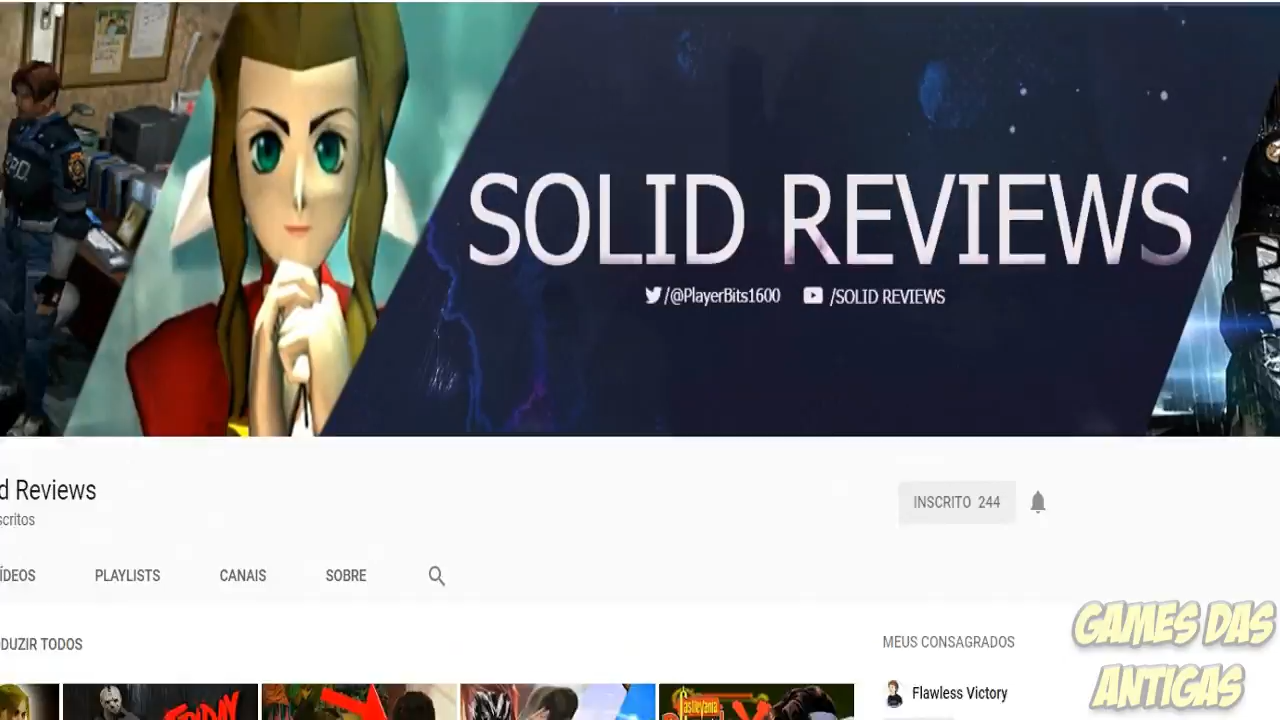 SOLID REVIEWS
/@PlayerBits1600 /SOLID REVIEWS
d Reviews
scritos
INSCRITO 244
ÍDEOS PLAYLISTS CANAIS SOBRE
DUZIR TODOS
MEUS CONSAGRADOS
Flawless Victory
GAMES DAS
ANTIGAS